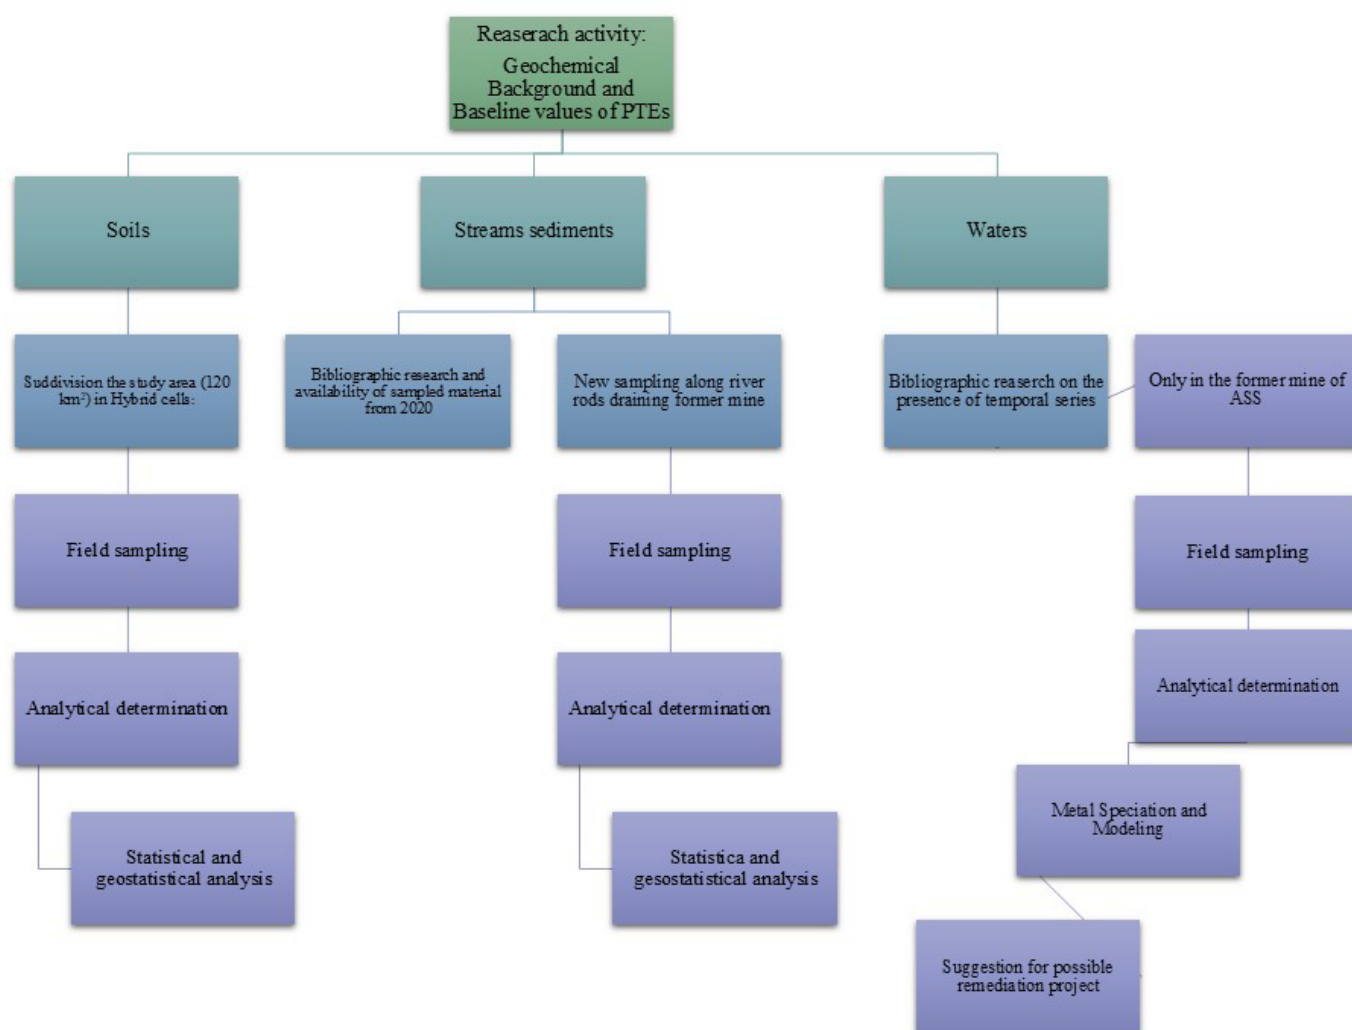 Reaserach activity:
Geochemical
Background and
Baseline values of PTEs
Soils
Streams sediments
Waters
Suddivision the study area (120
km²) in Hybrid cells:
Bibliographic research and
availability of sampled material
from 2020
New sampling along river
rods draining former mine
Bibliographic reaserch on the
presence of temporal series
Only in the former mine of
ASS
Field sampling
Field sampling
Field sampling
Analytical determination
Analytical determination
Analytical determination
Statistical and
geostatistical analysis
Statistica and
gesostatistical analysis
Metal Speciation and
Modeling
Suggestion for possible
remediation project